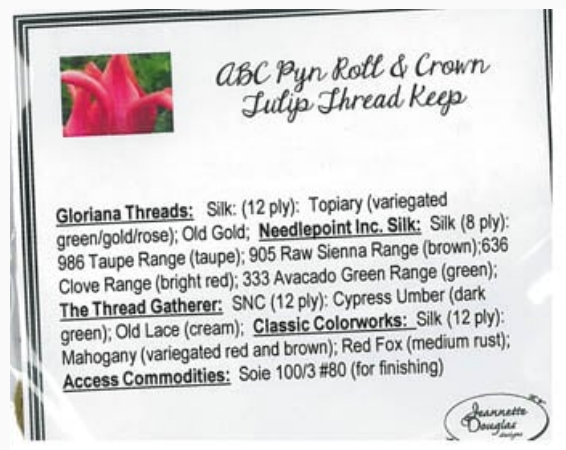 ABC Pyn Roll & Crown
Tulip Thread Keep
Gloriana Threads: Silk: (12 ply): Topiary (variegated
green/gold/rose); Old Gold; Needlepoint Inc. Silk: Silk (8 ply):
986 Taupe Range (taupe); 905 Raw Sienna Range (brown);636
Clove Range (bright red); 333 Avacado Green Range (green);
The Thread Gatherer: SNC (12 ply): Cypress Umber (dark
green); Old Lace (cream); Classic Colorworks: Silk (12 ply):
Mahogany (variegated red and brown); Red Fox (medium rust);
Access Commodities: Soie 100/3 #80 (for finishing)
Jeannette
Douglas
designs